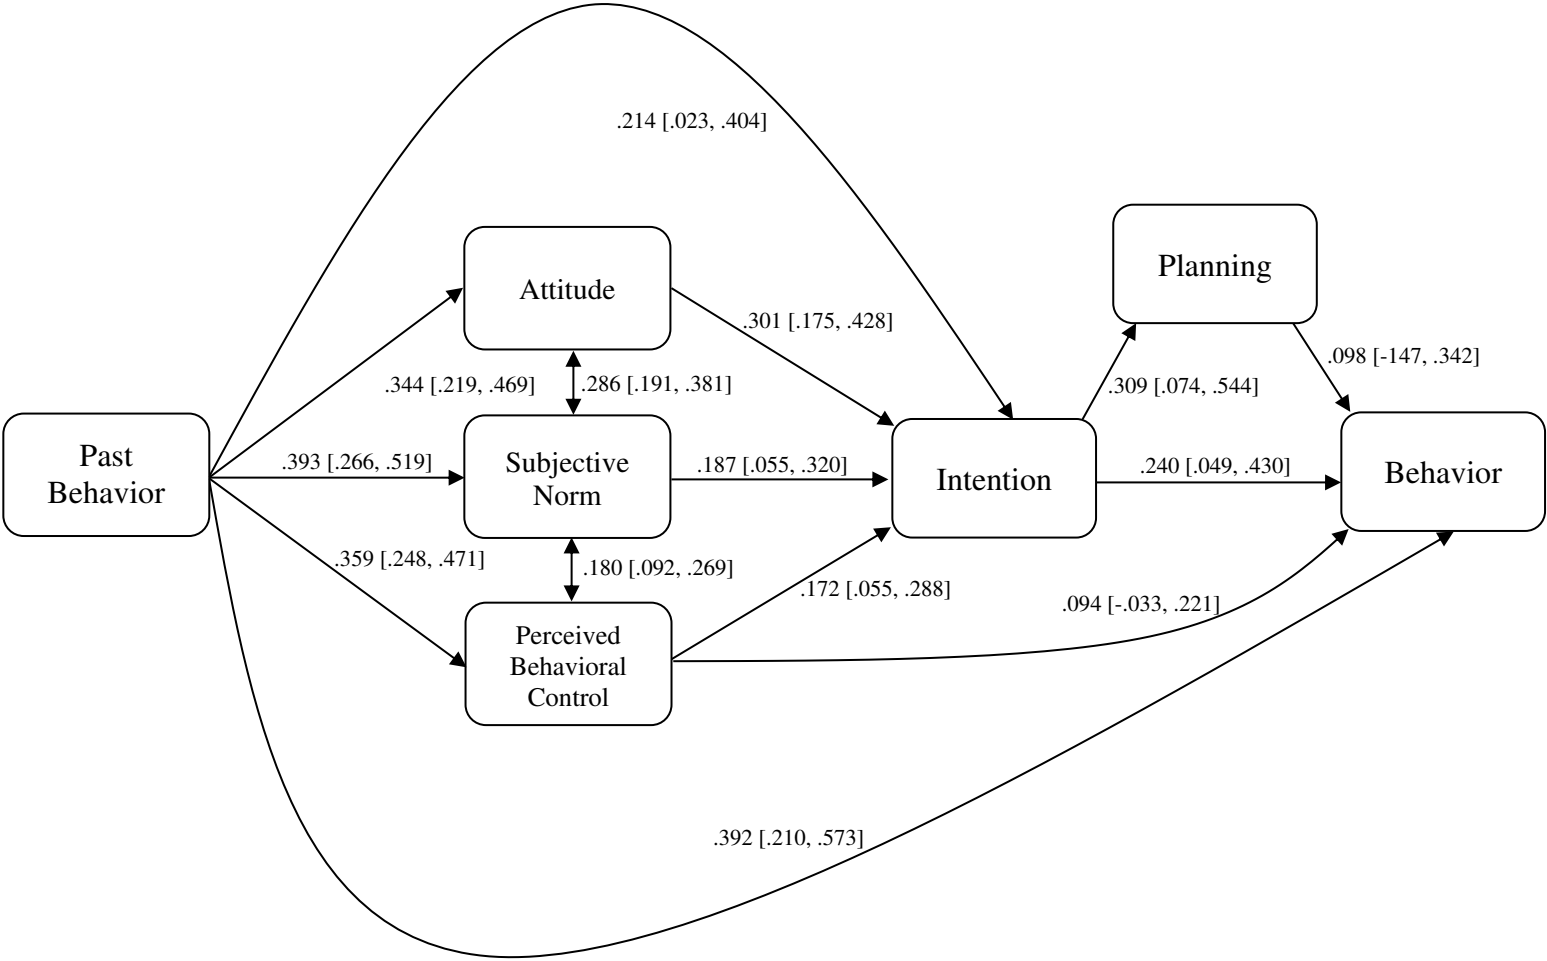 .214 [.023, .404]
Planning
Attitude
.301 [.175, .428]
.098 [-147, .342]
.344 [.219, .469]
.286 [.191, .381]
.309 [.074, .544]
Past
Behavior
.393 [.266, .519]
Subjective
Norm
.187 [.055, .320]
Intention
.240 [.049, .430]
Behavior
.359 [.248, .471]
.180 [.092, .269]
.172 [.055, .288]
.094 [-.033, .221]
Perceived
Behavioral
Control
.392 [.210, .573]